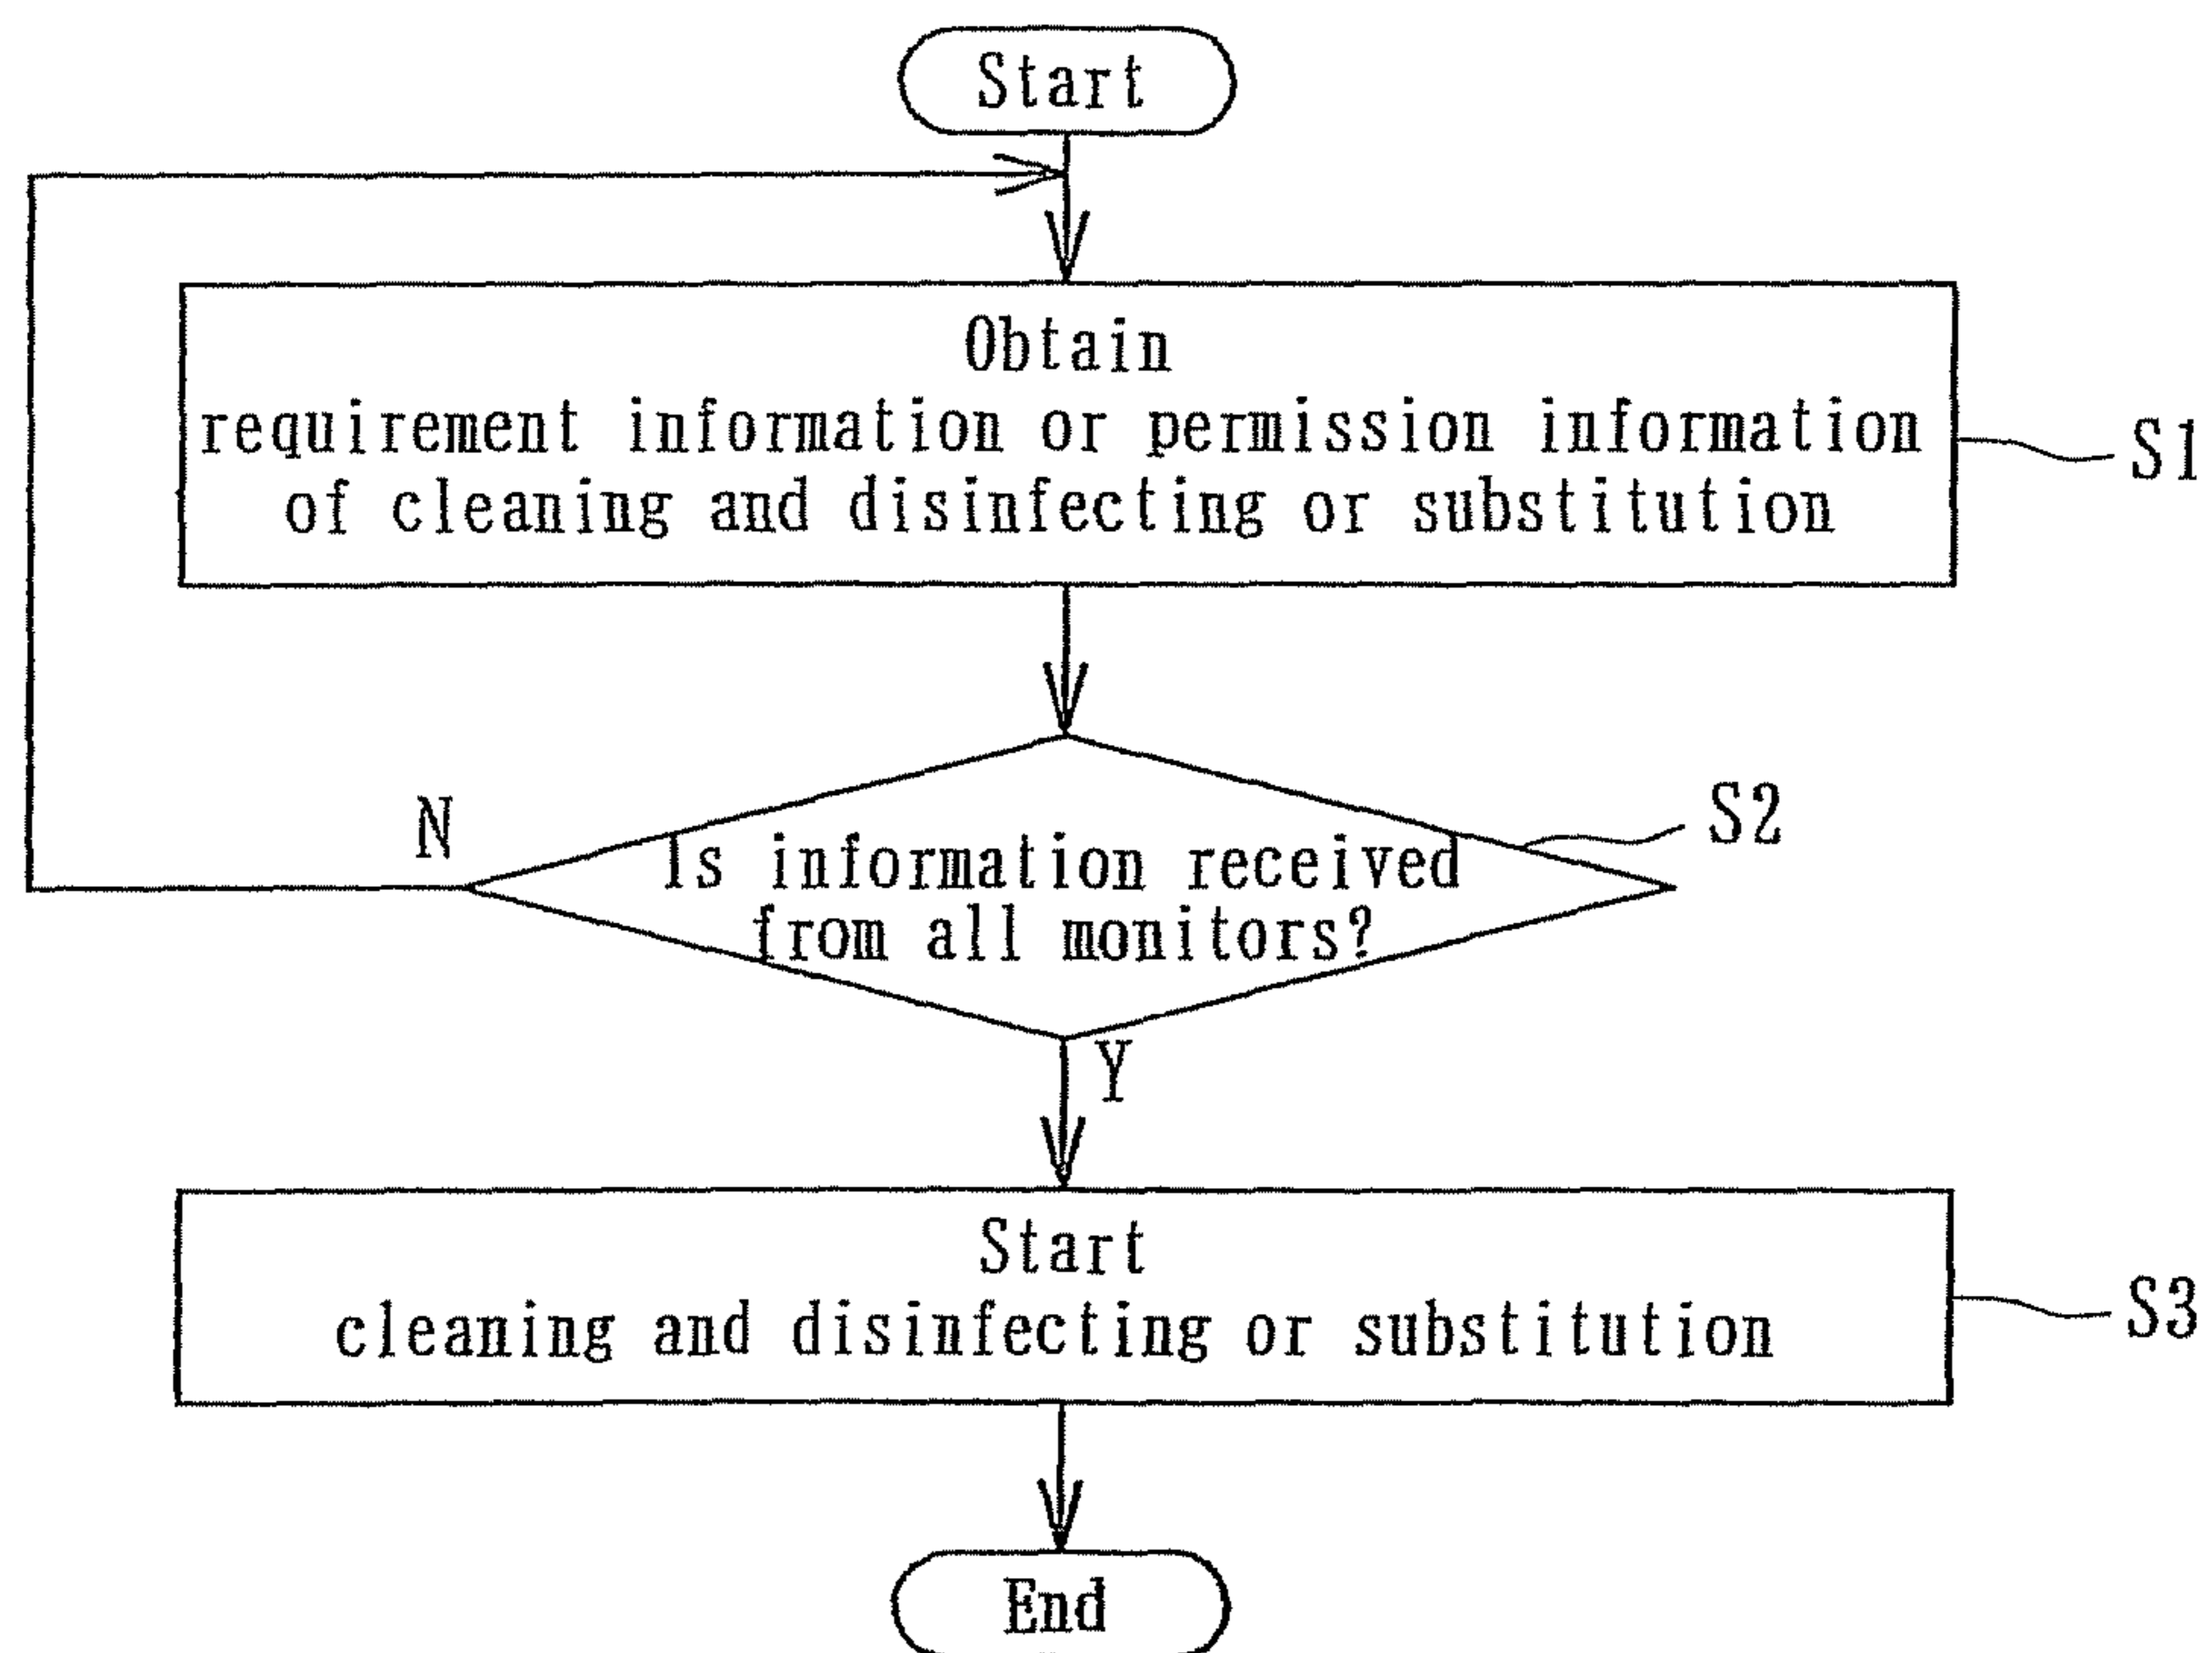 Start
Obtain
requirement information or permission information
of cleaning and disinfecting or substitution
S1
N
S2
Is information received
from all monitors?
Y
Start
cleaning and disinfecting or substitution
S3
End